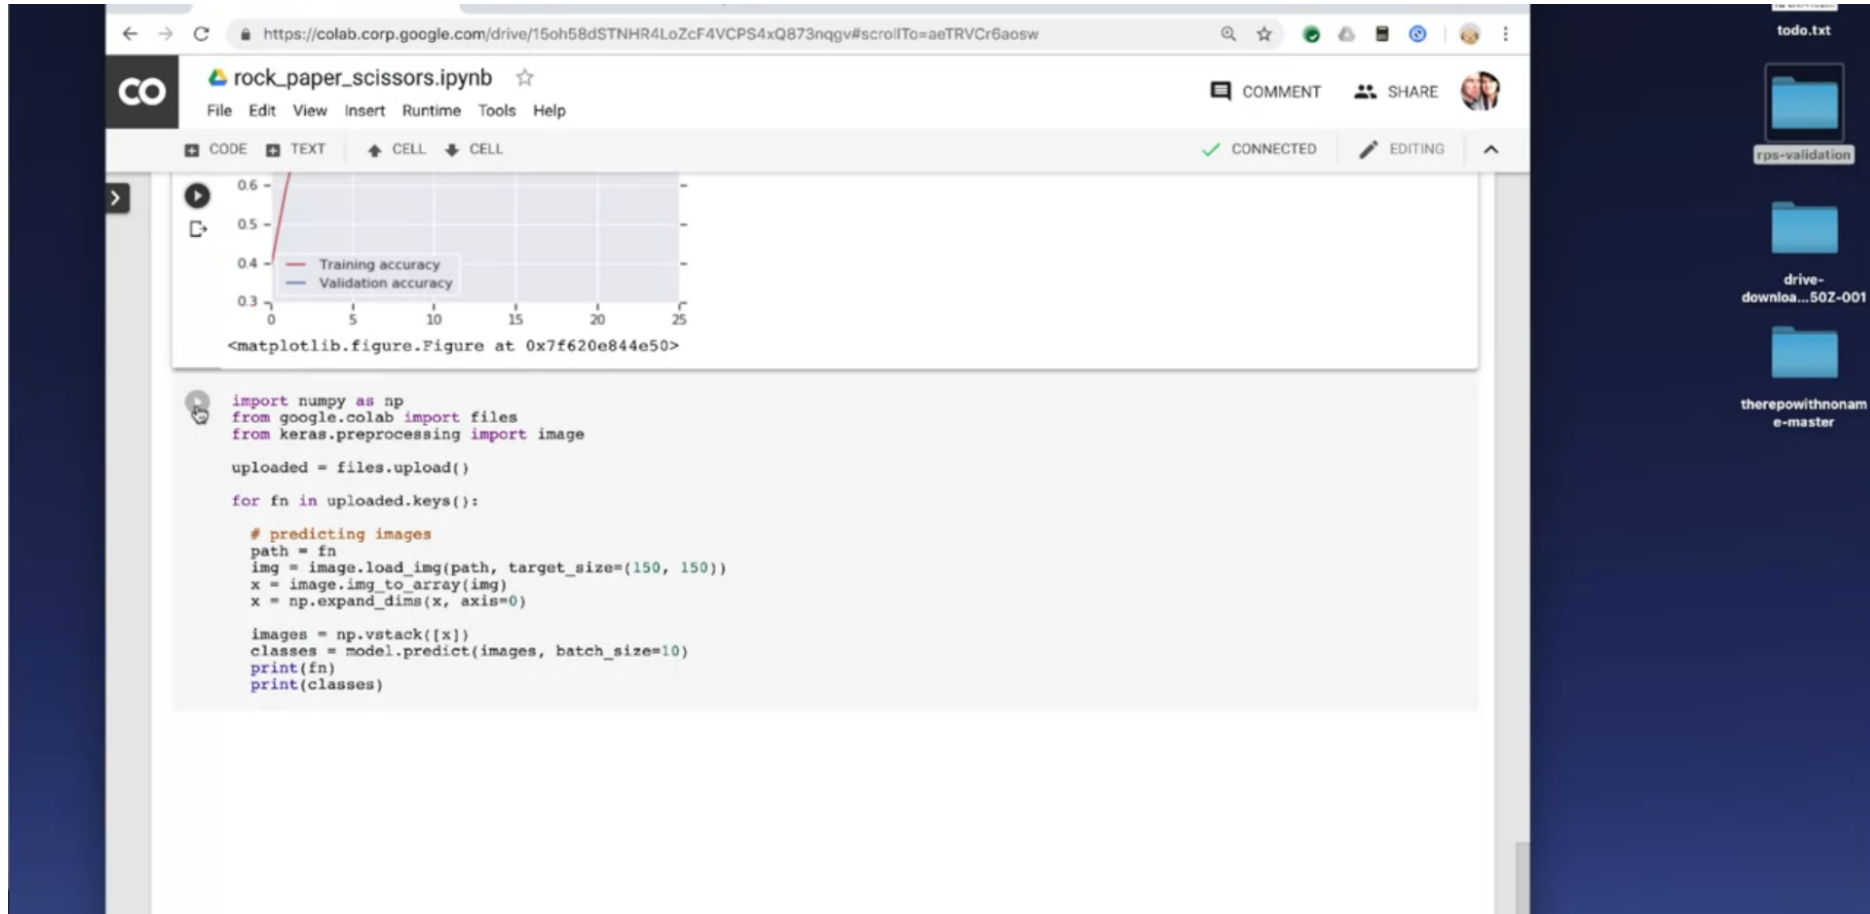 https://colab.corp.google.com/drive/15oh58dSTNHR4LoZcF4VCPS4xQ873nqgv#scrollTo=aeTRVCr6aosw
CO
rock_paper_scissors.ipynb
COMMENT SHARE
File Edit View Insert Runtime Tools Help
CODE TEXT CELL CELL CONNECTED EDITING
0.6
0.5
0.4
Training accuracy
Validation accuracy
0.3
0 5 10 15 20 25
<matplotlib.figure.Figure at 0x7f620e844e50>
import numpy as np
from google.colab import files
from keras.preprocessing import image
uploaded = files.upload()
for fn in uploaded.keys():
# predicting images
path = fn
img = image.load_img(path, target_size=(150, 150))
x = image.img_to_array(img)
x = np.expand_dims(x, axis=0)
images = np.vstack([x])
classes = model.predict(images, batch_size=10)
print(fn)
print(classes)
todo.txt
rps-validation
drive-
downloa...50Z-001
therepowithnonam
e-master